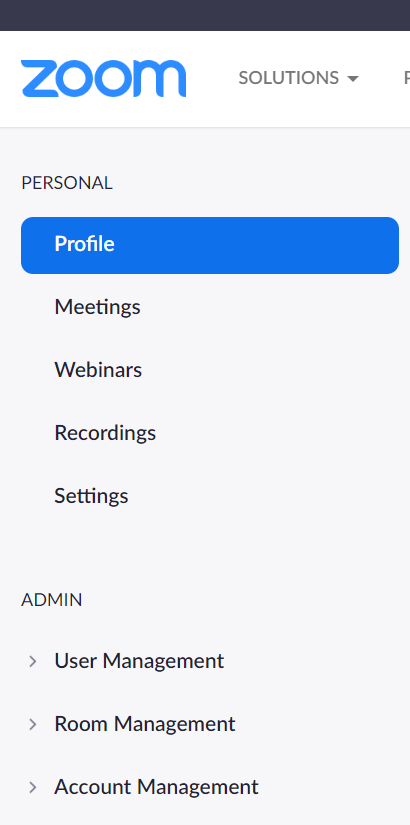 zoom
SOLUTIONS
PERSONAL
Profile
Meetings
Webinars
Recordings
Settings
ADMIN
User Management
Room Management
Account Management